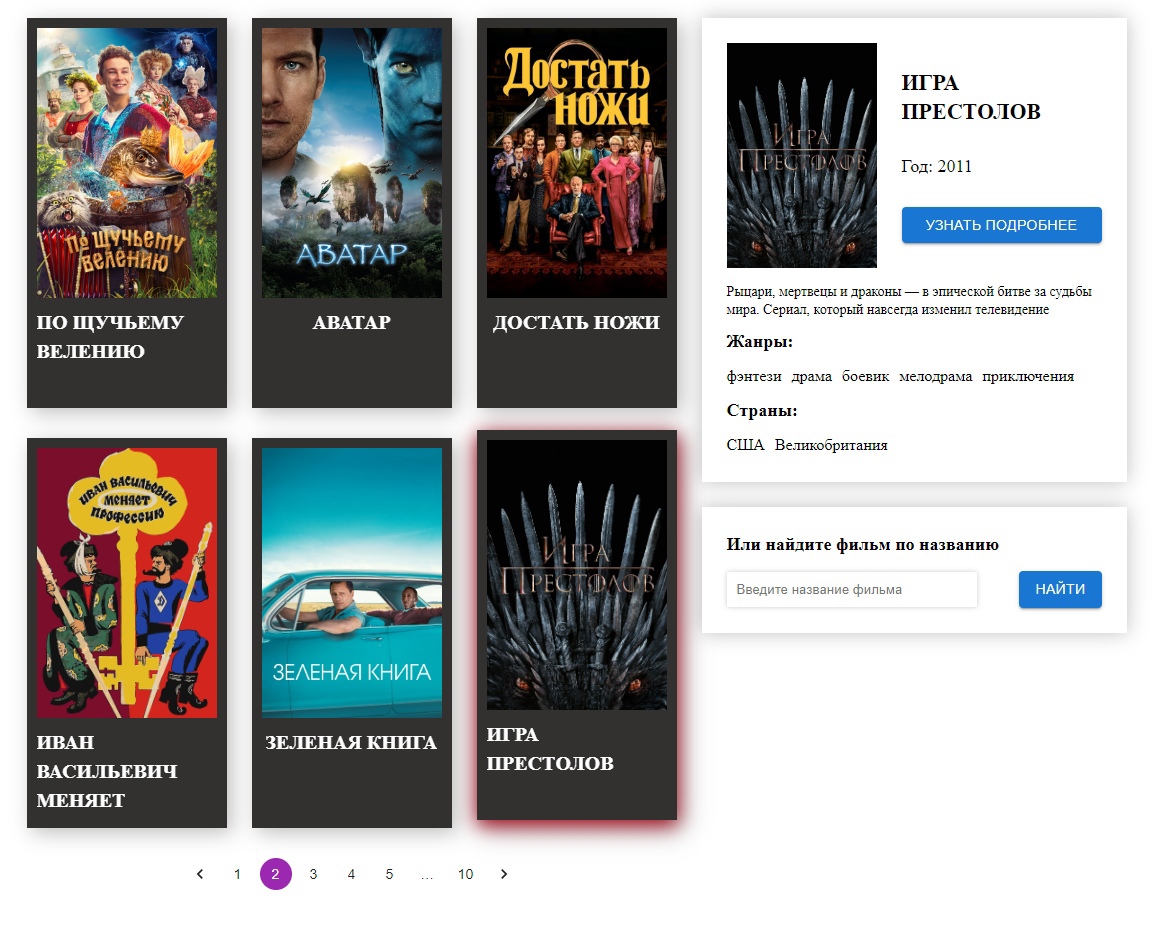 По щучьему
велению
ПО ЩУЧЬЕМУ
ВЕЛЕНИЮ
АВАТАР
АВАТАР
Достать
ножи
ДОСТАТЬ НОЖИ
ИВАН ВАСИЛЬЕВИЧ
МЕНЯЕТ
ПРОФЕССИЮ
ИВАН
ВАСИЛЬЕВИЧ
МЕНЯЕТ
ЗЕЛЕНАЯ КНИГА
ЗЕЛЕНАЯ КНИГА
ИГРА
ПРЕСТОЛОВ
ИГРА
ПРЕСТОЛОВ
1 2 3 4 5 … 10
ИГРА
ПРЕСТОЛОВ
ИГРА
ПРЕСТОЛОВ
Год: 2011
УЗНАТЬ ПОДРОБНЕЕ
Рыцари, мертвецы и драконы — в эпической битве за судьбы
мира. Сериал, который навсегда изменил телевидение
Жанры:
фэнтези драма боевик мелодрама приключения
Страны:
США Великобритания
Или найдите фильм по названию
Введите название фильма
НАЙТИ